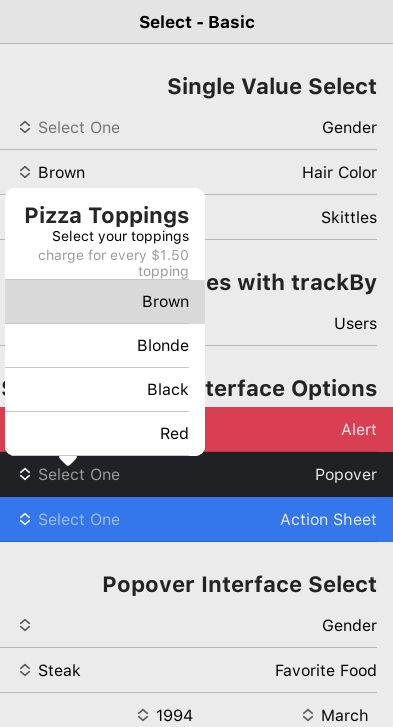 Select - Basic
Single Value Select
Gender
Select One
Hair Color
Brown
Skittles
Pizza Toppings
Select your toppings
charge for every $1.50
topping
Brown
Blonde
Black
Red
with trackBy
Users
Options
Alert
Popover
Select One
Action Sheet
Select One
Popover Interface Select
Gender
Favorite Food
Steak
March
1994